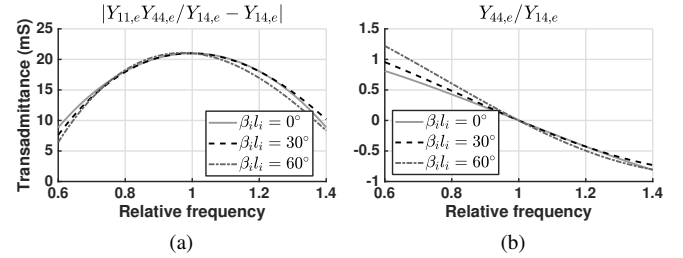 |Y₁₁,ₑY₄₄,ₑ/Y₁₄,ₑ − Y₁₄,ₑ|
Transadmittance (mS)
25
20
15
10
5
0
βᵢlᵢ = 0°
βᵢlᵢ = 30°
βᵢlᵢ = 60°
0.6 0.8 1 1.2 1.4
Relative frequency
(a)
Y₄₄,ₑ/Y₁₄,ₑ
1.5
1
0.5
0
-0.5
-1
βᵢlᵢ = 0°
βᵢlᵢ = 30°
βᵢlᵢ = 60°
0.6 0.8 1 1.2 1.4
Relative frequency
(b)